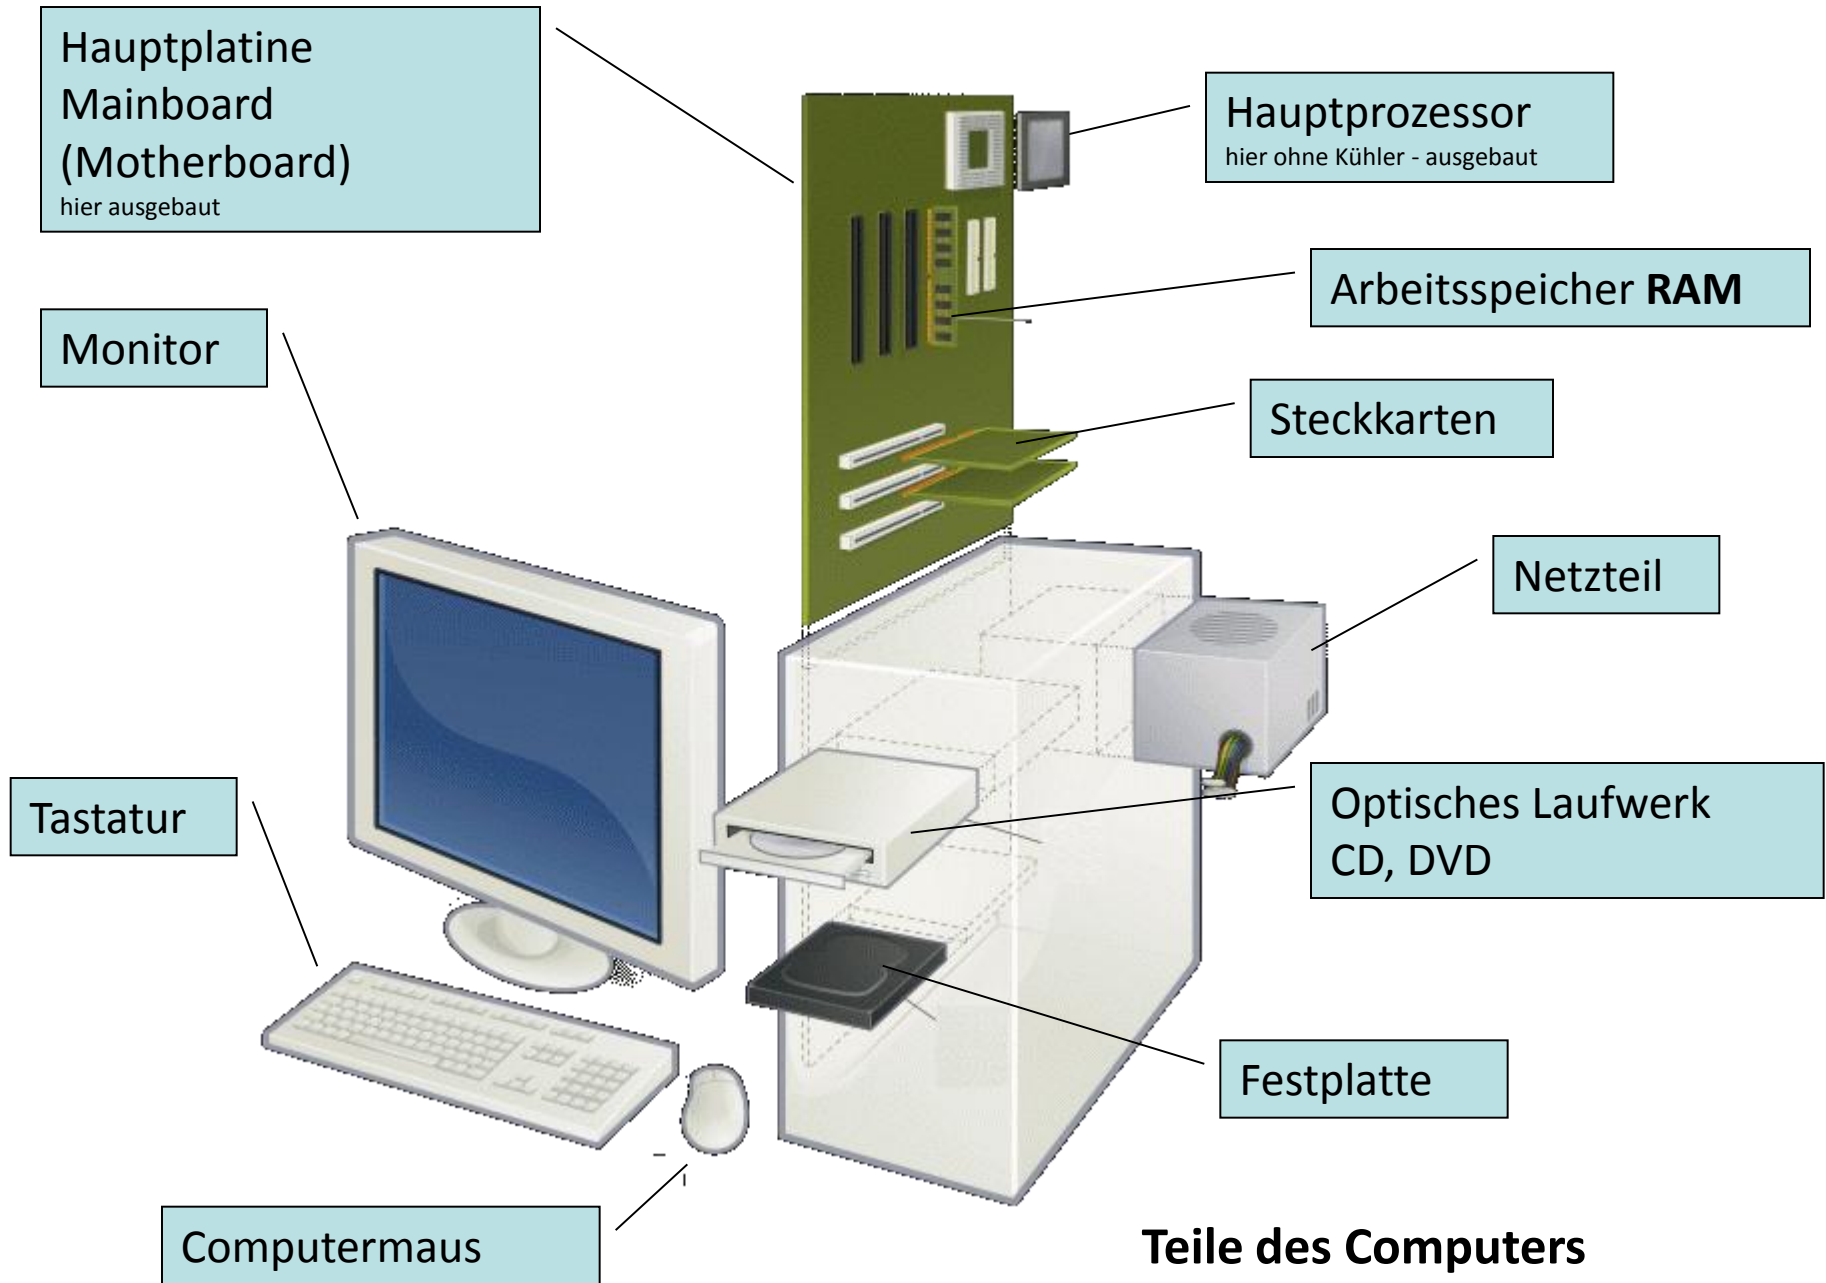 Hauptplatine
Mainboard
(Motherboard)
hier ausgebaut
Hauptprozessor
hier ohne Kühler - ausgebaut
Arbeitsspeicher RAM
Monitor
Steckkarten
Netzteil
Tastatur
Optisches Laufwerk
CD, DVD
Festplatte
Computermaus
Teile des Computers